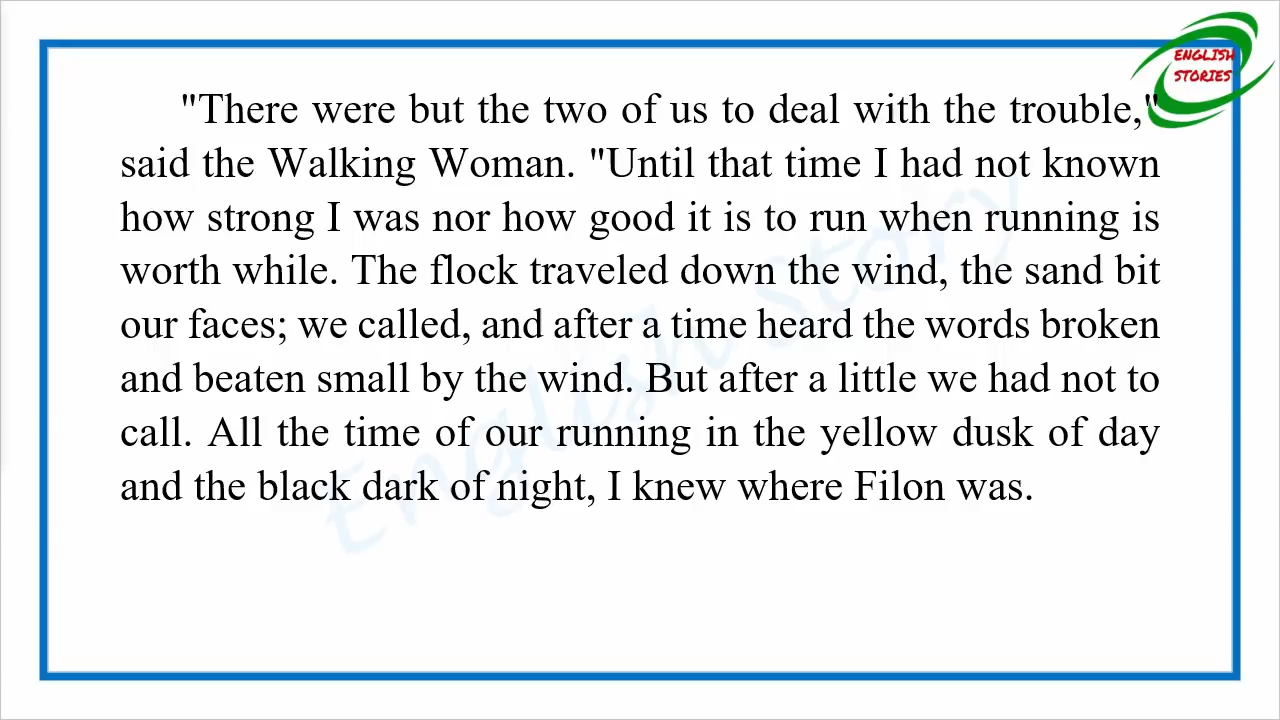 ENGLISH
STORIES
"There were but the two of us to deal with the trouble,"
said the Walking Woman. "Until that time I had not known
how strong I was nor how good it is to run when running is
worth while. The flock traveled down the wind, the sand bit
our faces; we called, and after a time heard the words broken
and beaten small by the wind. But after a little we had not to
call. All the time of our running in the yellow dusk of day
and the black dark of night, I knew where Filon was.
English Story